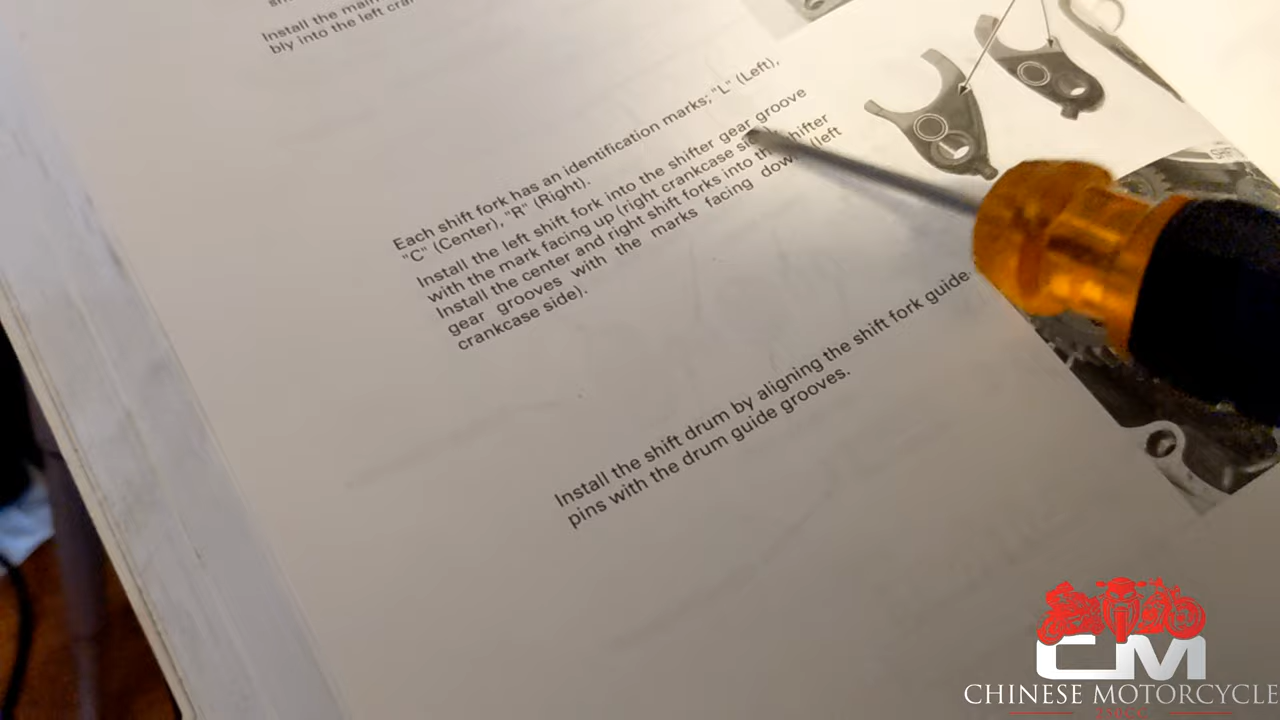 Install the main
bly into the left cra
Each shift fork has an identification marks; "L" (Left),
"C" (Center), "R" (Right).
Install the left shift fork into the shifter gear groove
with the mark facing up (right crankcase
Install the center and right shift forks into the shifter
gear grooves with the marks facing down (left
crankcase side).
Install the shift drum by aligning the shift fork guide
pins with the drum guide grooves.
CM
CHINESE MOTORCYCLE